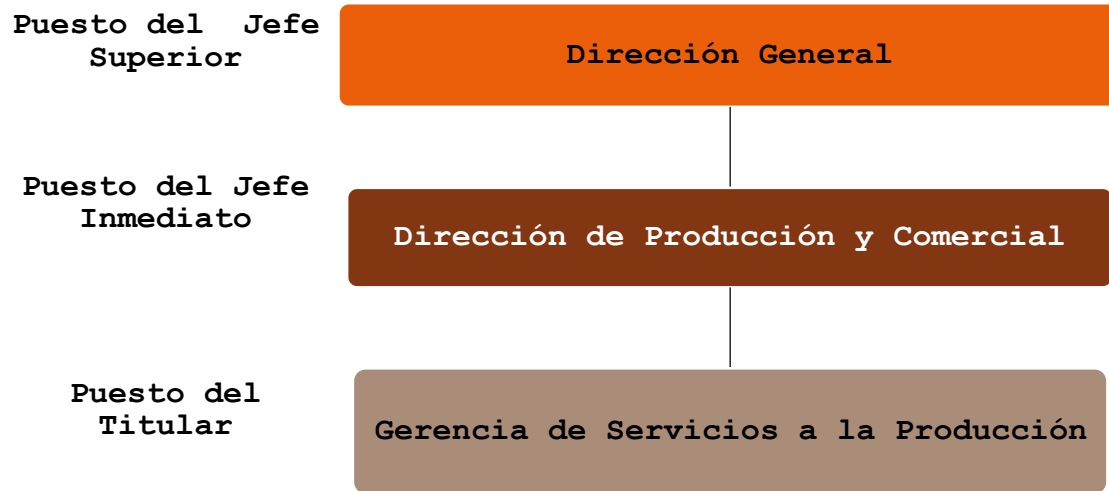 Puesto del Jefe
Superior
Dirección General
Puesto del Jefe
Inmediato
Dirección de Producción y Comercial
Puesto del
Titular
Gerencia de Servicios a la Producción